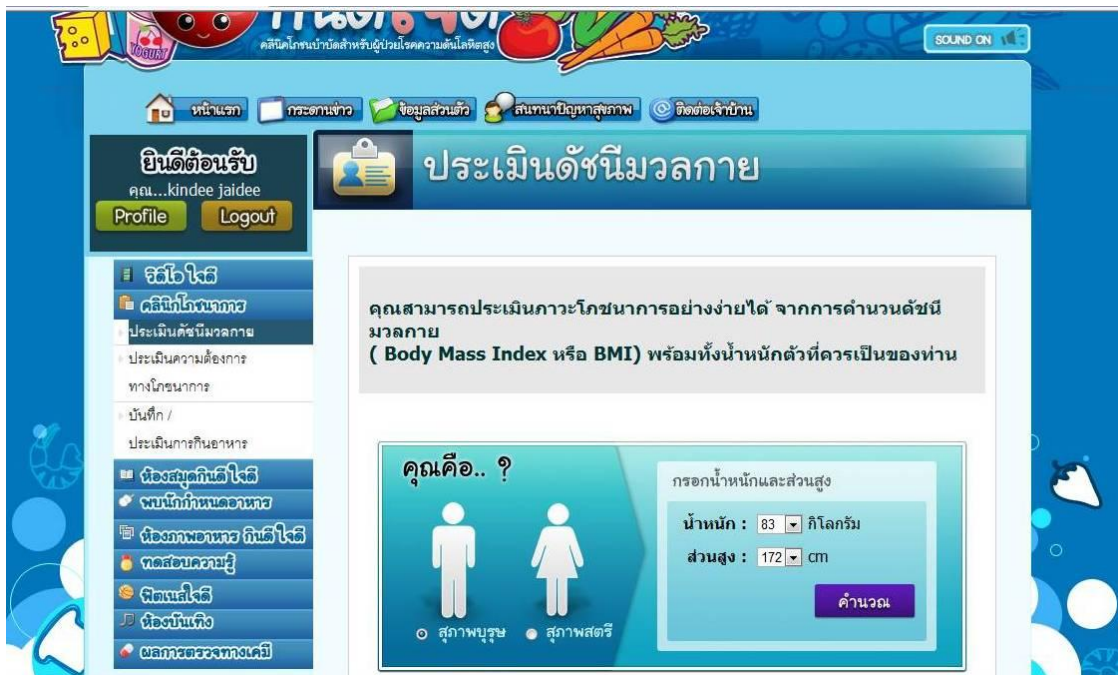 YOGURT
กินดี ใจดี
คลินิคโภชนบำบัดสำหรับผู้ป่วยโรคความดันโลหิตสูง
SOUND ON
หน้าแรก กระดานข่าว ข้อมูลส่วนตัว สนทนาปัญหาสุขภาพ @ ติดต่อเจ้าบ้าน
ยินดีต้อนรับ
คุณ...kindee jaidee
Profile Logout
ประเมินดัชนีมวลกาย
วิดีโอใจดี
คลินิกโภชนาการ
ประเมินดัชนีมวลกาย
ประเมินความต้องการ
ทางโภชนาการ
บันทึก /
ประเมินการกินอาหาร
ห้องสมุดกินดีใจดี
พบนักกำหนดอาหาร
ห้องภาพอาหาร กินดีใจดี
ทดสอบความรู้
ฟิตเนสใจดี
ห้องบันเทิง
ผลการตรวจทางเคมี
คุณสามารถประเมินภาวะโภชนาการอย่างง่ายได้ จากการคำนวนดัชนี
มวลกาย
( Body Mass Index หรือ BMI) พร้อมทั้งน้ำหนักตัวที่ควรเป็นของท่าน
คุณคือ.. ?
สุภาพบุรุษ สุภาพสตรี
กรอกน้ำหนักและส่วนสูง
น้ำหนัก : 83 กิโลกรัม
ส่วนสูง : 172 cm
คำนวณ